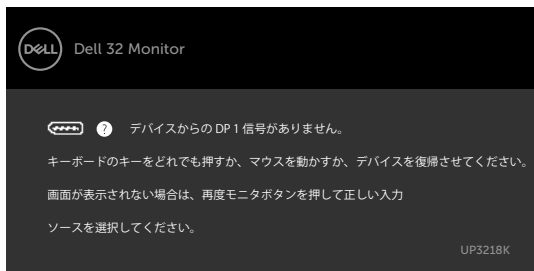 DELL
Dell 32 Monitor
? デバイスからの DP 1 信号がありません。
キーボードのキーをどれでも押すか、マウスを動かすか、デバイスを復帰させてください。
画面が表示されない場合は、再度モニタボタンを押して正しい入力
ソースを選択してください。
UP3218K